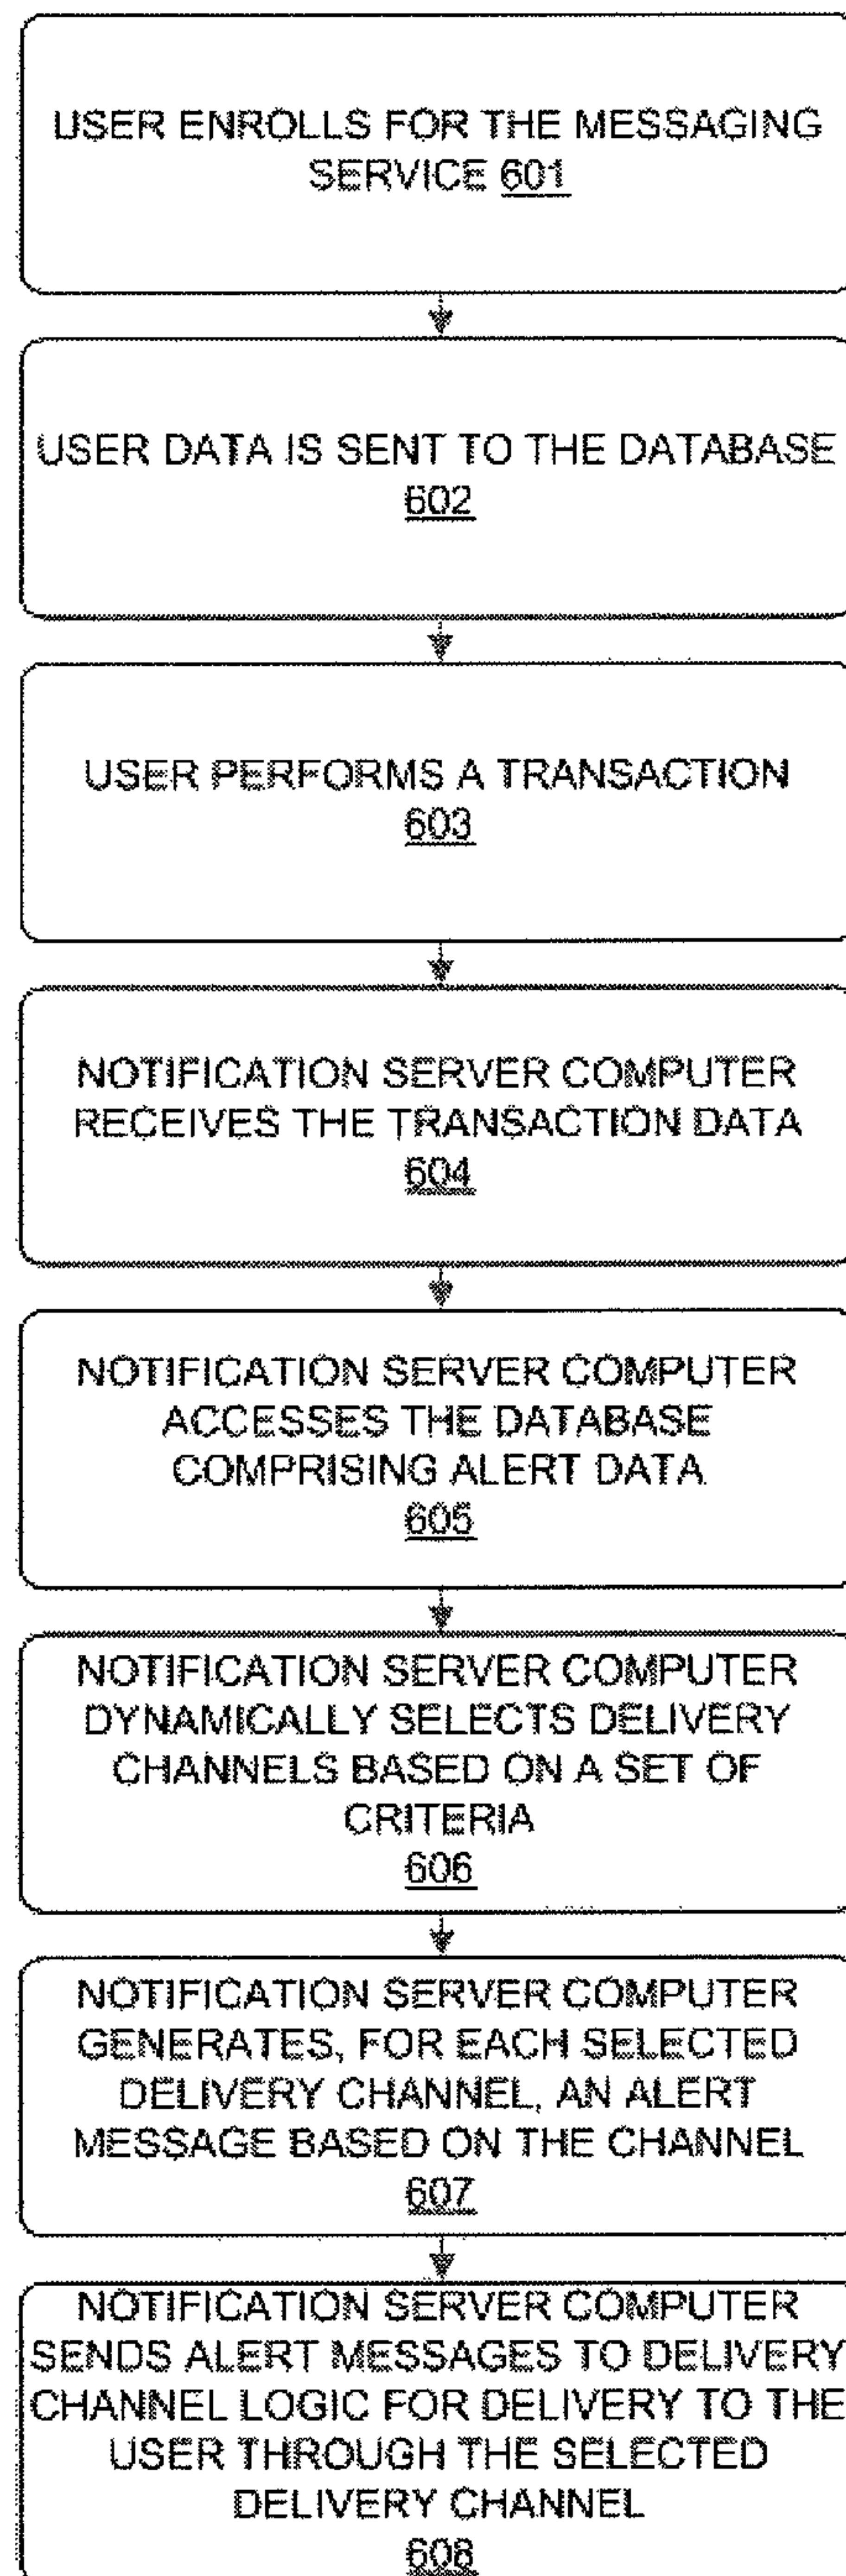 USER ENROLLS FOR THE MESSAGING
SERVICE 601
USER DATA IS SENT TO THE DATABASE
602
USER PERFORMS A TRANSACTION
603
NOTIFICATION SERVER COMPUTER
RECEIVES THE TRANSACTION DATA
604
NOTIFICATION SERVER COMPUTER
ACCESSES THE DATABASE
COMPRISING ALERT DATA
605
NOTIFICATION SERVER COMPUTER
DYNAMICALLY SELECTS DELIVERY
CHANNELS BASED ON A SET OF
CRITERIA
606
NOTIFICATION SERVER COMPUTER
GENERATES, FOR EACH SELECTED
DELIVERY CHANNEL, AN ALERT
MESSAGE BASED ON THE CHANNEL
607
NOTIFICATION SERVER COMPUTER
SENDS ALERT MESSAGES TO DELIVERY
CHANNEL LOGIC FOR DELIVERY TO THE
USER THROUGH THE SELECTED
DELIVERY CHANNEL
608